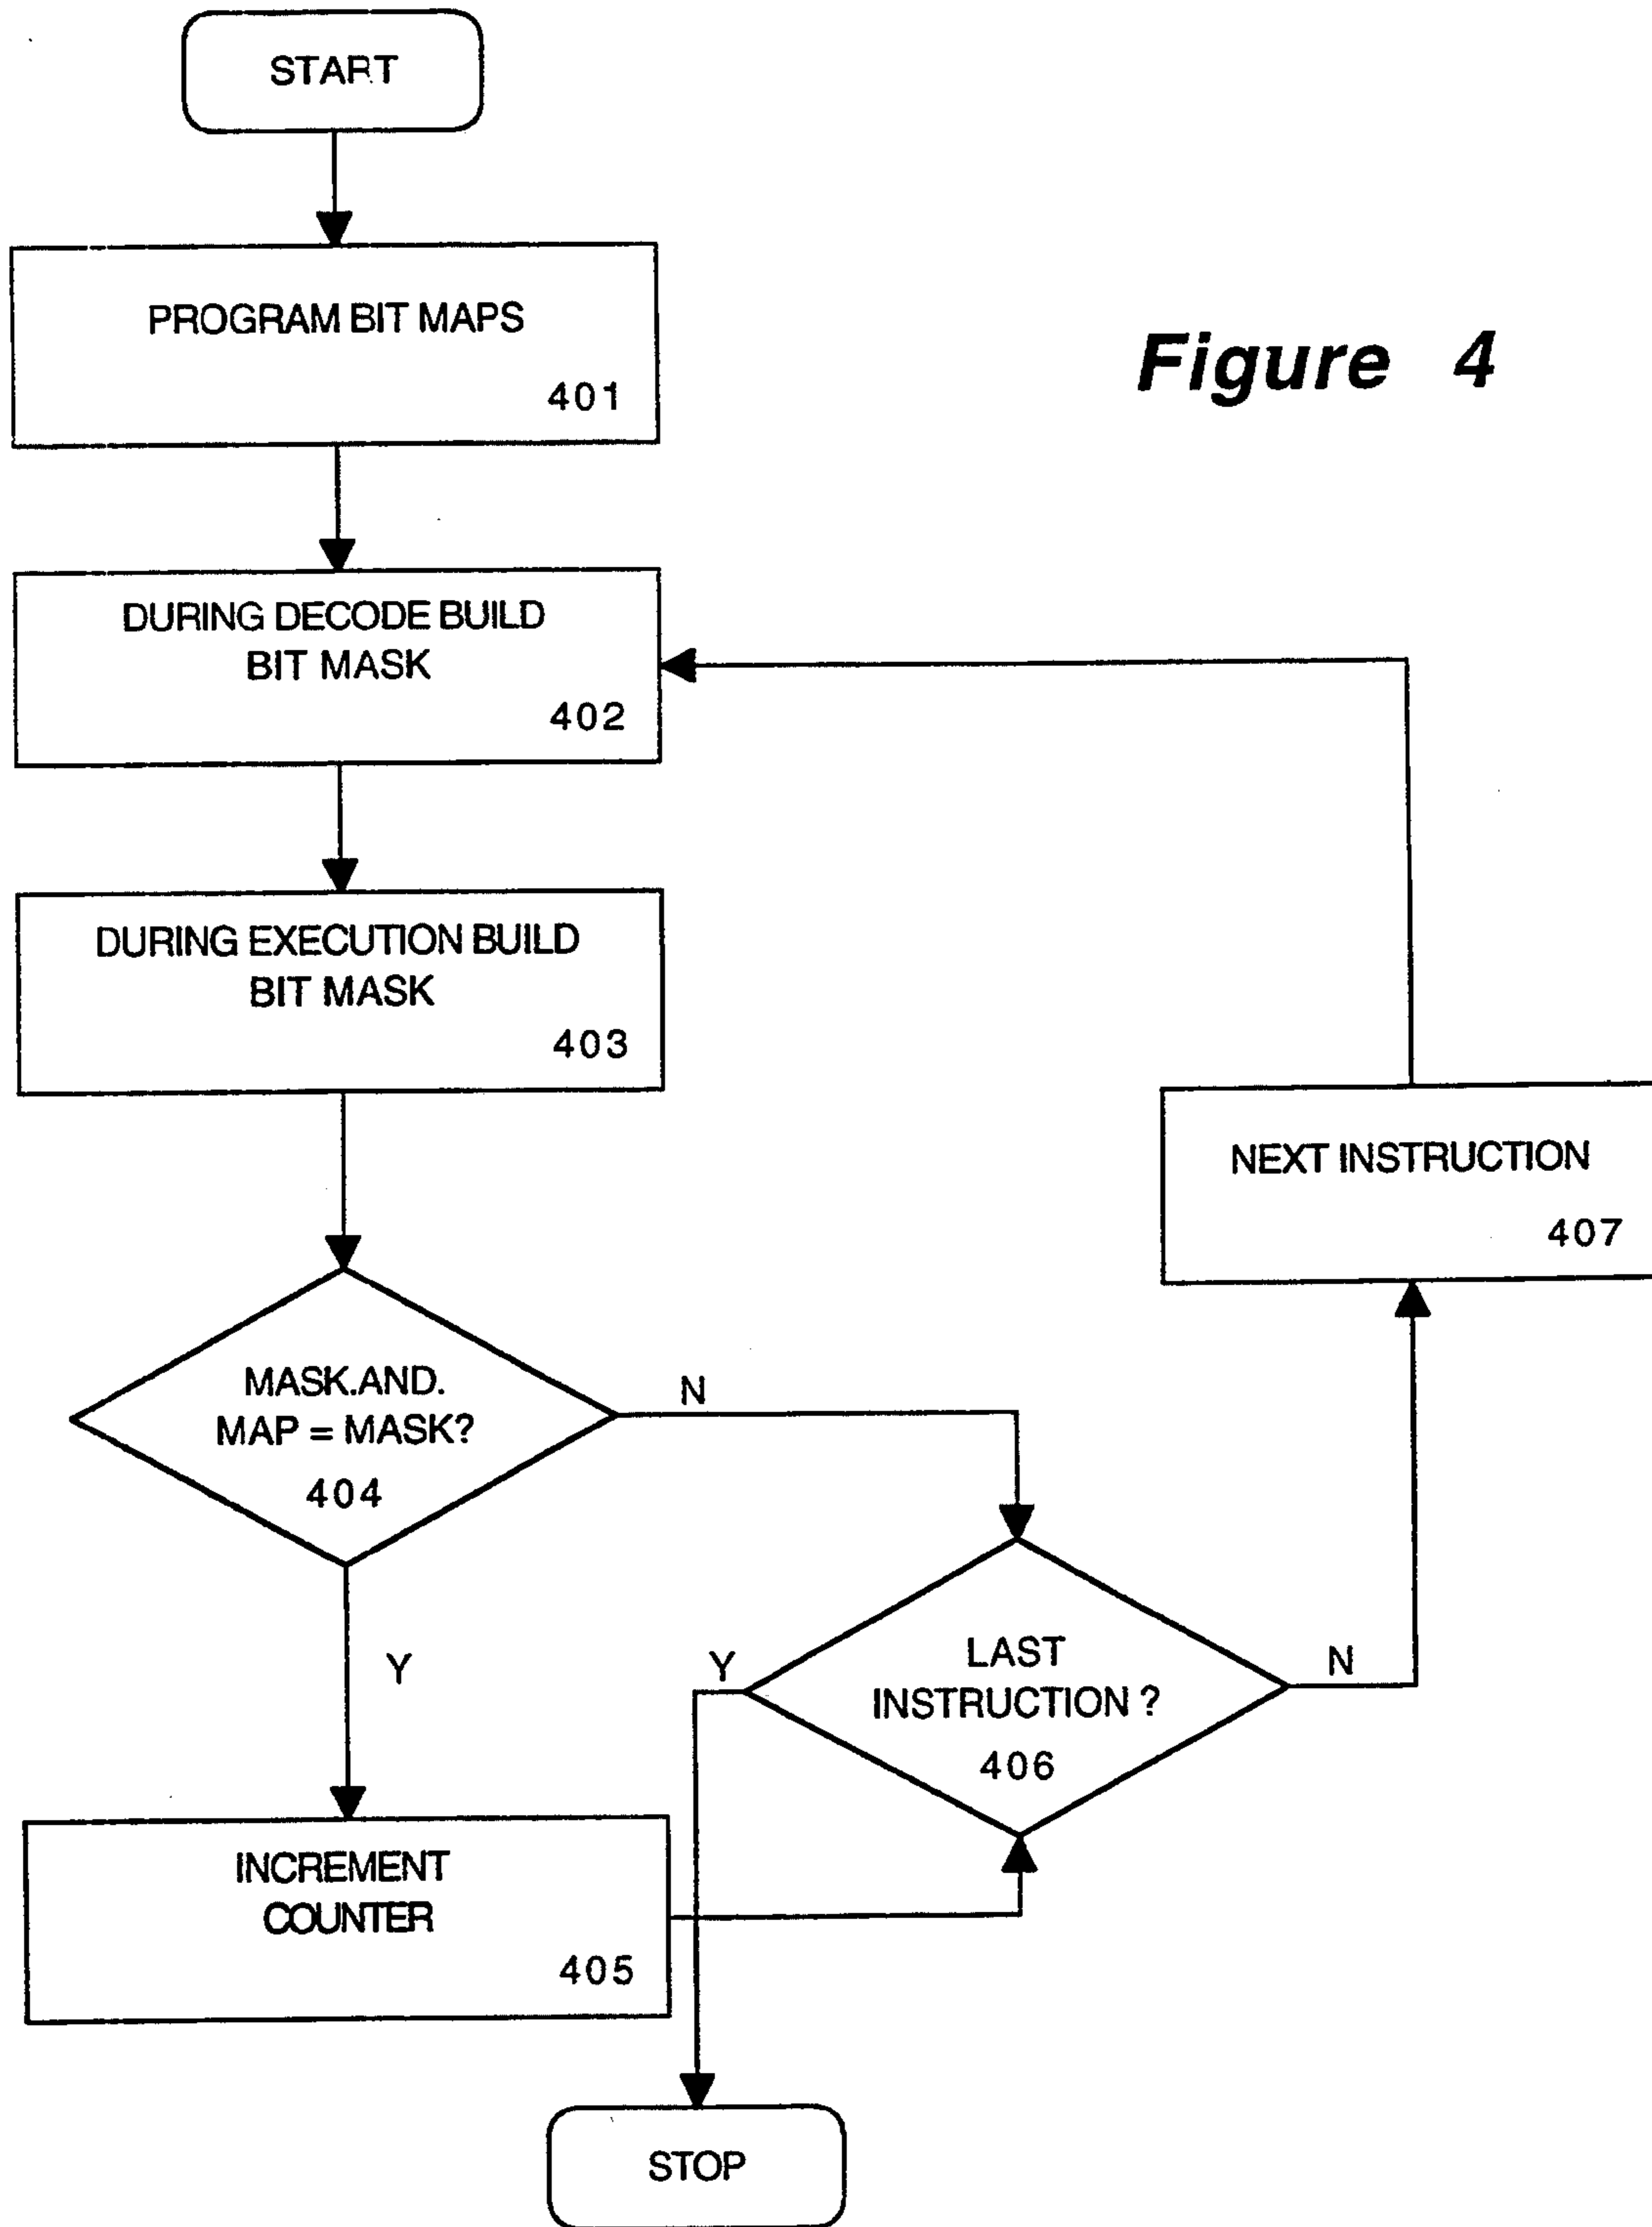 START
PROGRAM BIT MAPS
401
Figure 4
DURING DECODE BUILD
BIT MASK
402
DURING EXECUTION BUILD
BIT MASK
403
NEXT INSTRUCTION
407
MASK.AND.
MAP = MASK?
404
N
Y
LAST
INSTRUCTION ?
406
Y
N
INCREMENT
COUNTER
405
STOP